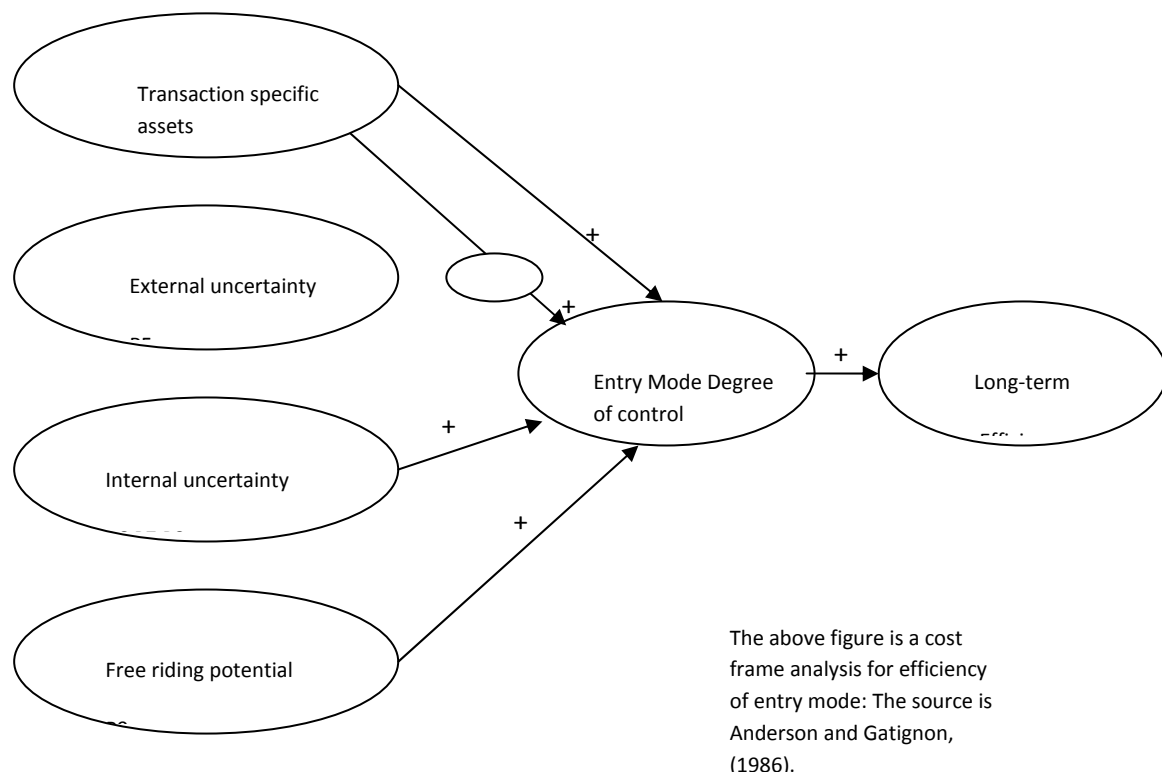 Transaction specific
assets
+
External uncertainty
+
Entry Mode Degree
of control
+
Long-term
Internal uncertainty
+
Free riding potential
+
The above figure is a cost
frame analysis for efficiency
of entry mode: The source is
Anderson and Gatignon,
(1986).